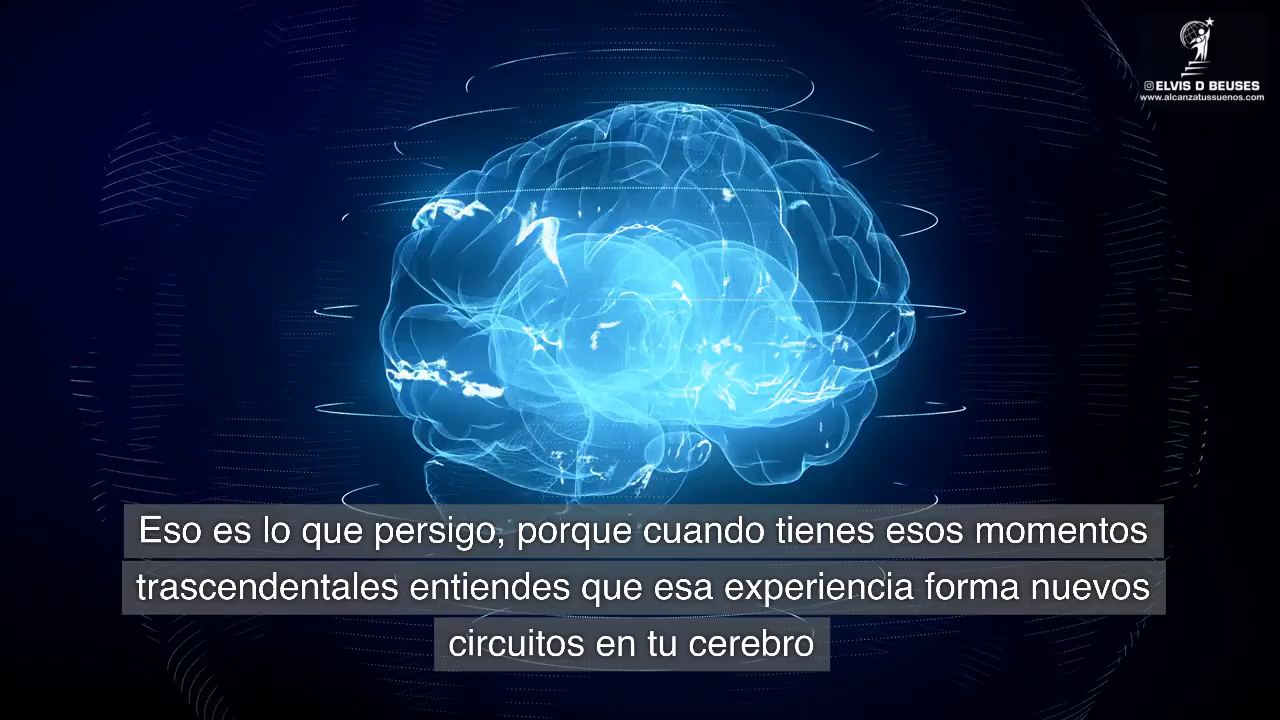 ELVIS D BEUSES
www.alcanzatussuenos.com
Eso es lo que persigo, porque cuando tienes esos momentos
trascendentales entiendes que esa experiencia forma nuevos
circuitos en tu cerebro